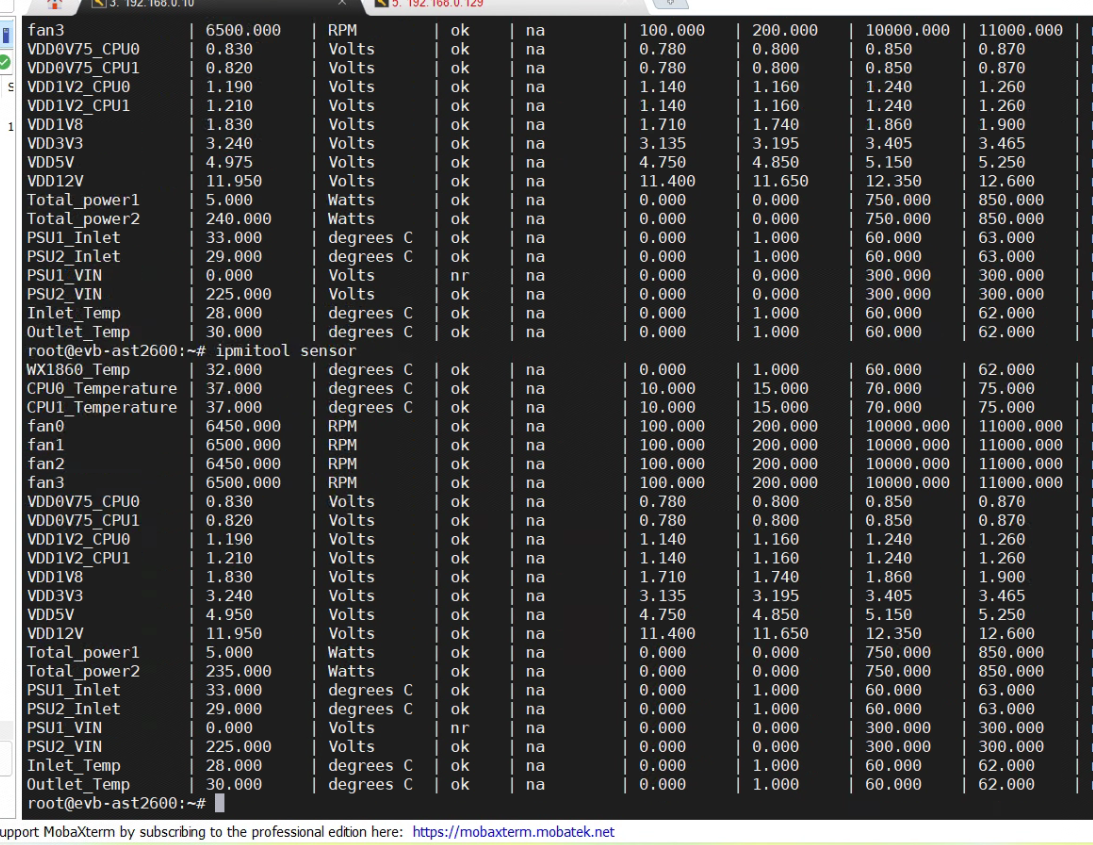 3. 192.168.0.10 5. 192.168.0.129
fan3 | 6500.000 | RPM | ok | na | 100.000 | 200.000 | 10000.000 | 11000.000 |
VDD0V75_CPU0 | 0.830 | Volts | ok | na | 0.780 | 0.800 | 0.850 | 0.870 |
VDD0V75_CPU1 | 0.820 | Volts | ok | na | 0.780 | 0.800 | 0.850 | 0.870 |
VDD1V2_CPU0 | 1.190 | Volts | ok | na | 1.140 | 1.160 | 1.240 | 1.260 |
VDD1V2_CPU1 | 1.210 | Volts | ok | na | 1.140 | 1.160 | 1.240 | 1.260 |
VDD1V8 | 1.830 | Volts | ok | na | 1.710 | 1.740 | 1.860 | 1.900 |
VDD3V3 | 3.240 | Volts | ok | na | 3.135 | 3.195 | 3.405 | 3.465 |
VDD5V | 4.975 | Volts | ok | na | 4.750 | 4.850 | 5.150 | 5.250 |
VDD12V | 11.950 | Volts | ok | na | 11.400 | 11.650 | 12.350 | 12.600 |
Total_power1 | 5.000 | Watts | ok | na | 0.000 | 0.000 | 750.000 | 850.000 |
Total_power2 | 240.000 | Watts | ok | na | 0.000 | 0.000 | 750.000 | 850.000 |
PSU1_Inlet | 33.000 | degrees C | ok | na | 0.000 | 1.000 | 60.000 | 63.000 |
PSU2_Inlet | 29.000 | degrees C | ok | na | 0.000 | 1.000 | 60.000 | 63.000 |
PSU1_VIN | 0.000 | Volts | nr | na | 0.000 | 0.000 | 300.000 | 300.000 |
PSU2_VIN | 225.000 | Volts | ok | na | 0.000 | 0.000 | 300.000 | 300.000 |
Inlet_Temp | 28.000 | degrees C | ok | na | 0.000 | 1.000 | 60.000 | 62.000 |
Outlet_Temp | 30.000 | degrees C | ok | na | 0.000 | 1.000 | 60.000 | 62.000 |
root@evb-ast2600:~# ipmitool sensor
WX1860_Temp | 32.000 | degrees C | ok | na | 0.000 | 1.000 | 60.000 | 62.000 |
CPU0_Temperature | 37.000 | degrees C | ok | na | 10.000 | 15.000 | 70.000 | 75.000 |
CPU1_Temperature | 37.000 | degrees C | ok | na | 10.000 | 15.000 | 70.000 | 75.000 |
fan0 | 6450.000 | RPM | ok | na | 100.000 | 200.000 | 10000.000 | 11000.000 |
fan1 | 6500.000 | RPM | ok | na | 100.000 | 200.000 | 10000.000 | 11000.000 |
fan2 | 6450.000 | RPM | ok | na | 100.000 | 200.000 | 10000.000 | 11000.000 |
fan3 | 6500.000 | RPM | ok | na | 100.000 | 200.000 | 10000.000 | 11000.000 |
VDD0V75_CPU0 | 0.830 | Volts | ok | na | 0.780 | 0.800 | 0.850 | 0.870 |
VDD0V75_CPU1 | 0.820 | Volts | ok | na | 0.780 | 0.800 | 0.850 | 0.870 |
VDD1V2_CPU0 | 1.190 | Volts | ok | na | 1.140 | 1.160 | 1.240 | 1.260 |
VDD1V2_CPU1 | 1.210 | Volts | ok | na | 1.140 | 1.160 | 1.240 | 1.260 |
VDD1V8 | 1.830 | Volts | ok | na | 1.710 | 1.740 | 1.860 | 1.900 |
VDD3V3 | 3.240 | Volts | ok | na | 3.135 | 3.195 | 3.405 | 3.465 |
VDD5V | 4.950 | Volts | ok | na | 4.750 | 4.850 | 5.150 | 5.250 |
VDD12V | 11.950 | Volts | ok | na | 11.400 | 11.650 | 12.350 | 12.600 |
Total_power1 | 5.000 | Watts | ok | na | 0.000 | 0.000 | 750.000 | 850.000 |
Total_power2 | 235.000 | Watts | ok | na | 0.000 | 0.000 | 750.000 | 850.000 |
PSU1_Inlet | 33.000 | degrees C | ok | na | 0.000 | 1.000 | 60.000 | 63.000 |
PSU2_Inlet | 29.000 | degrees C | ok | na | 0.000 | 1.000 | 60.000 | 63.000 |
PSU1_VIN | 0.000 | Volts | nr | na | 0.000 | 0.000 | 300.000 | 300.000 |
PSU2_VIN | 225.000 | Volts | ok | na | 0.000 | 0.000 | 300.000 | 300.000 |
Inlet_Temp | 28.000 | degrees C | ok | na | 0.000 | 1.000 | 60.000 | 62.000 |
Outlet_Temp | 30.000 | degrees C | ok | na | 0.000 | 1.000 | 60.000 | 62.000 |
root@evb-ast2600:~#
upport MobaXterm by subscribing to the professional edition here: https://mobaxterm.mobatek.net